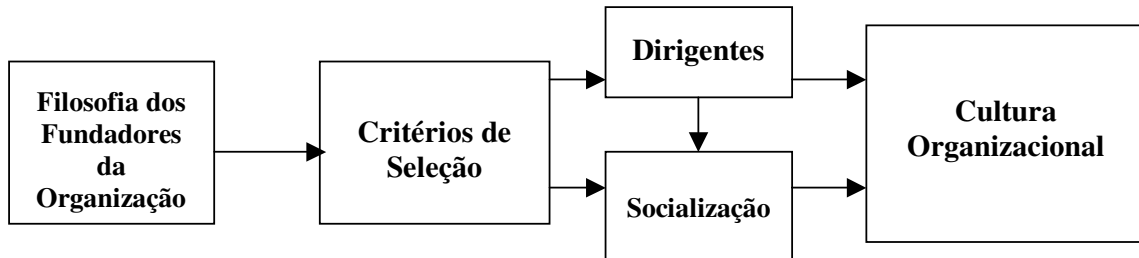 Filosofia dos
Fundadores
da
Organização
Critérios de
Seleção
Dirigentes
Socialização
Cultura
Organizacional